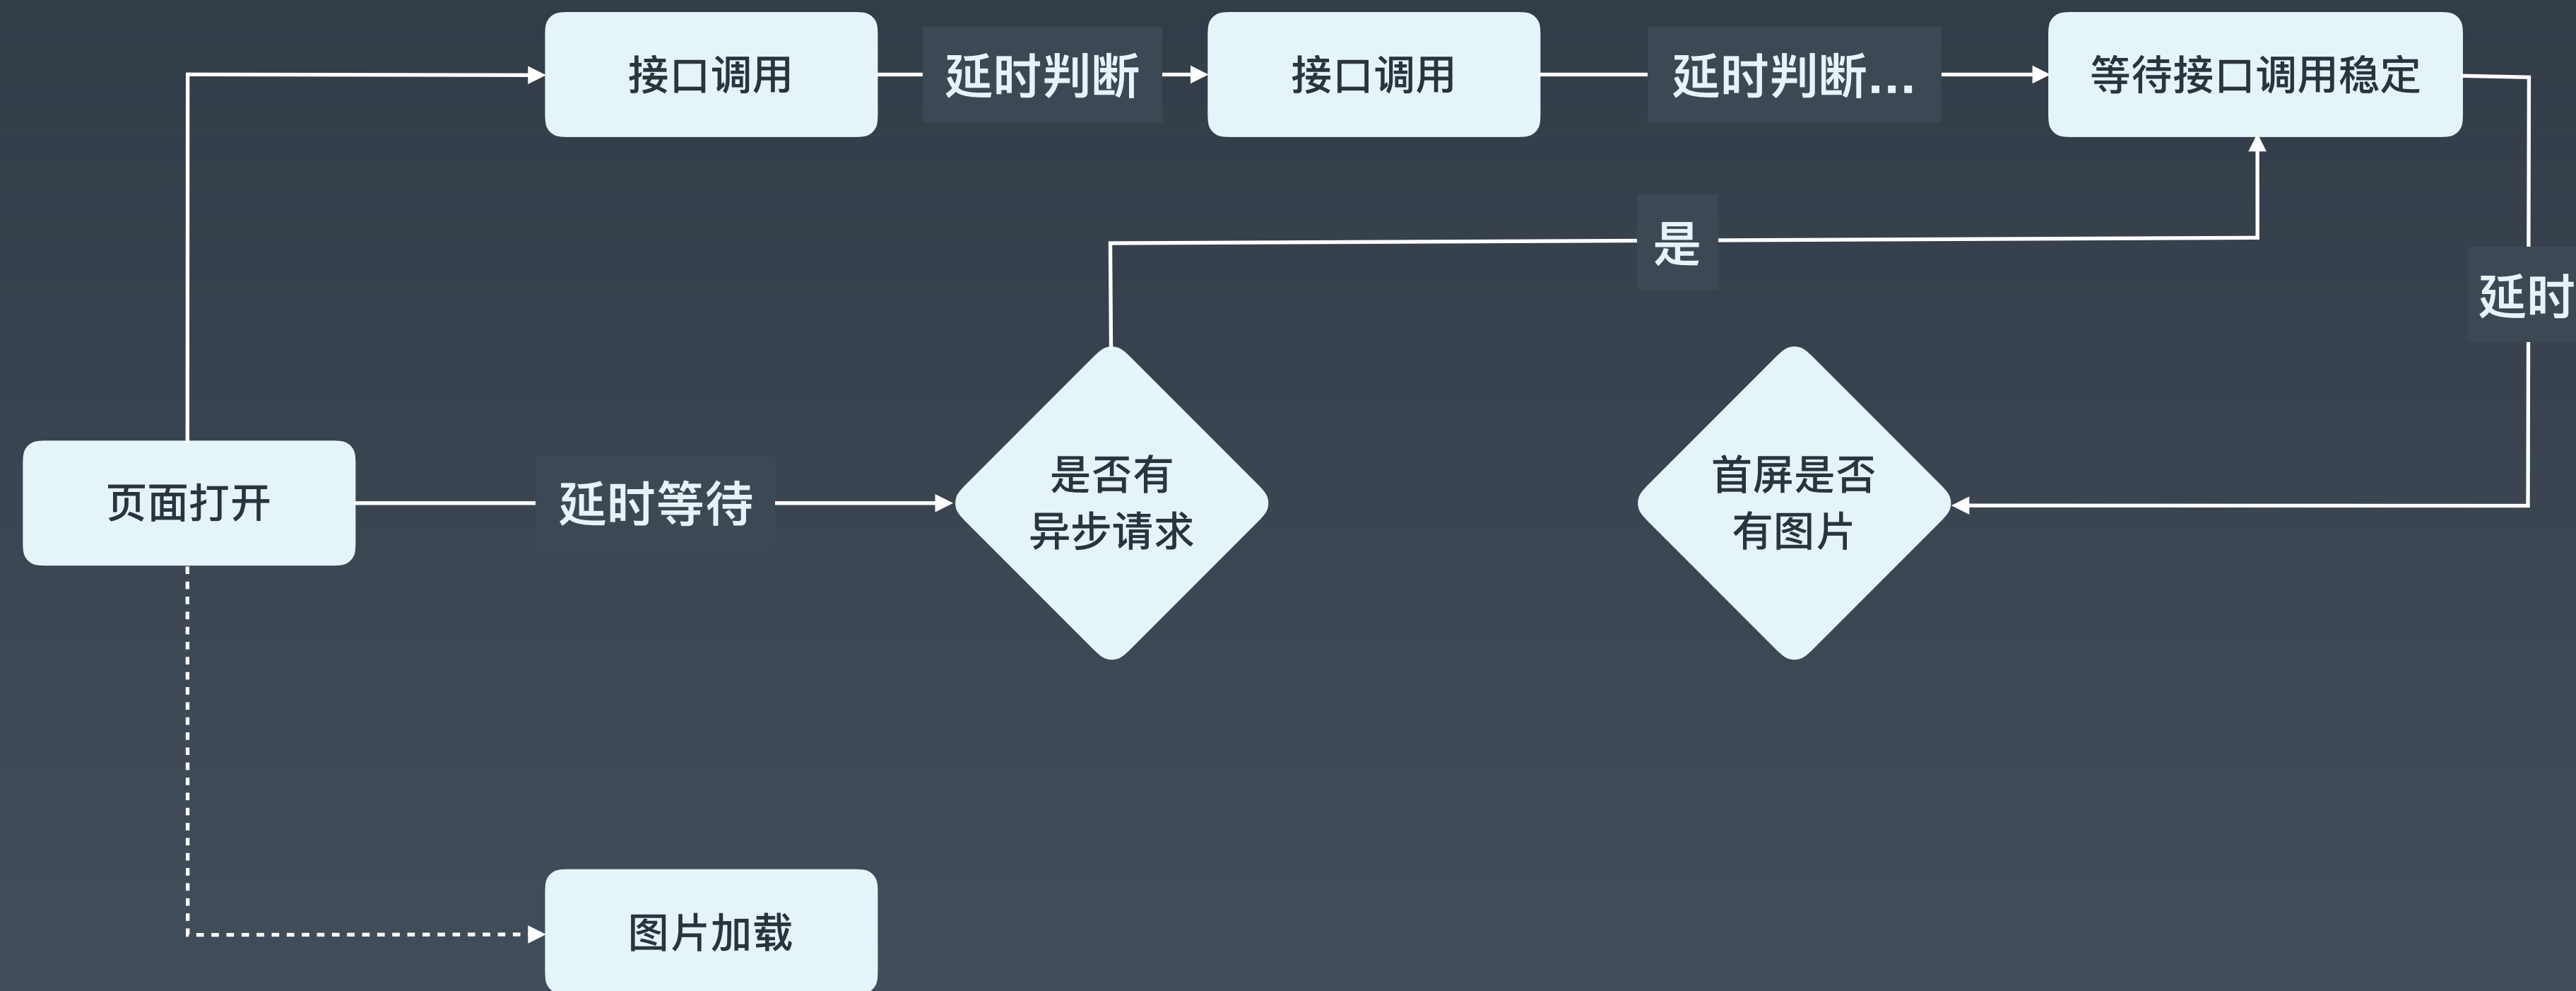 接口调用
延时判断
接口调用
延时判断...
等待接口调用稳定
是
延时
页面打开
延时等待
是否有
异步请求
首屏是否
有图片
图片加载